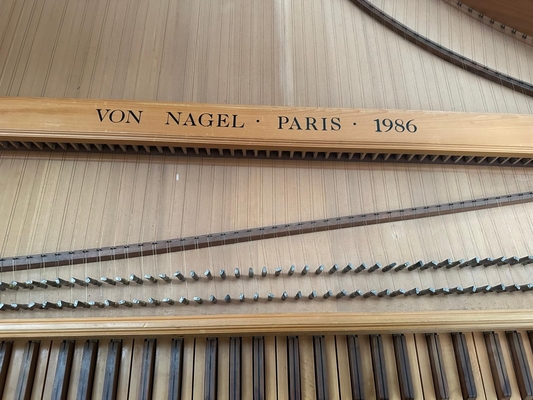 VON NAGEL · PARIS · 1986